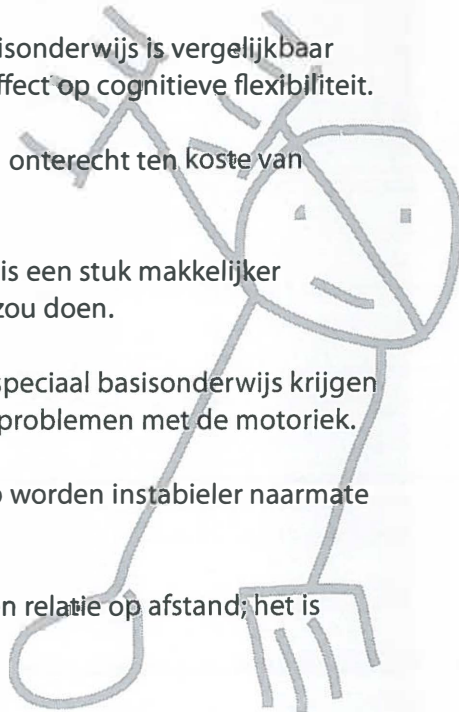 isonderwijs is vergelijkbaar
ffect op cognitieve flexibiliteit.
onterecht ten koste van
is een stuk makkelijker
zou doen.
speciaal basisonderwijs krijgen
problemen met de motoriek.
worden instabieler naarmate
n relatie op afstand; het is